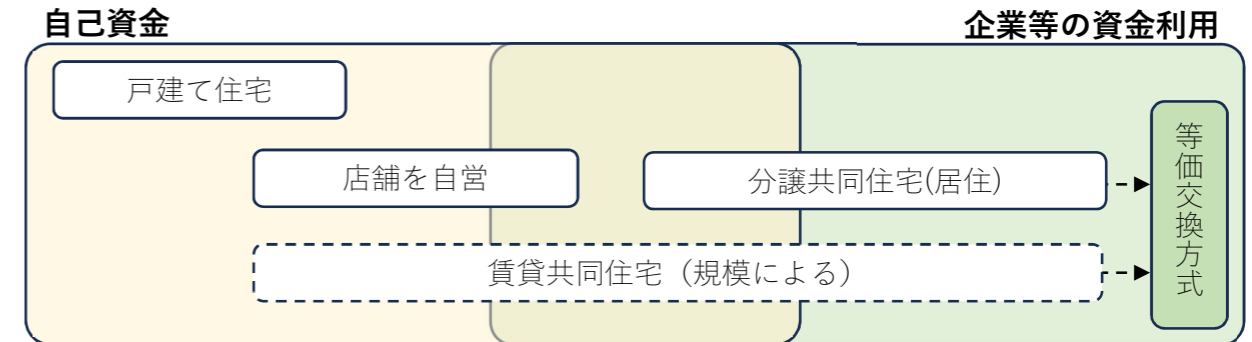 自己資金
企業等の資金利用
戸建て住宅
店舗を自営
分譲共同住宅(居住)
賃貸共同住宅（規模による）
等価交換方式